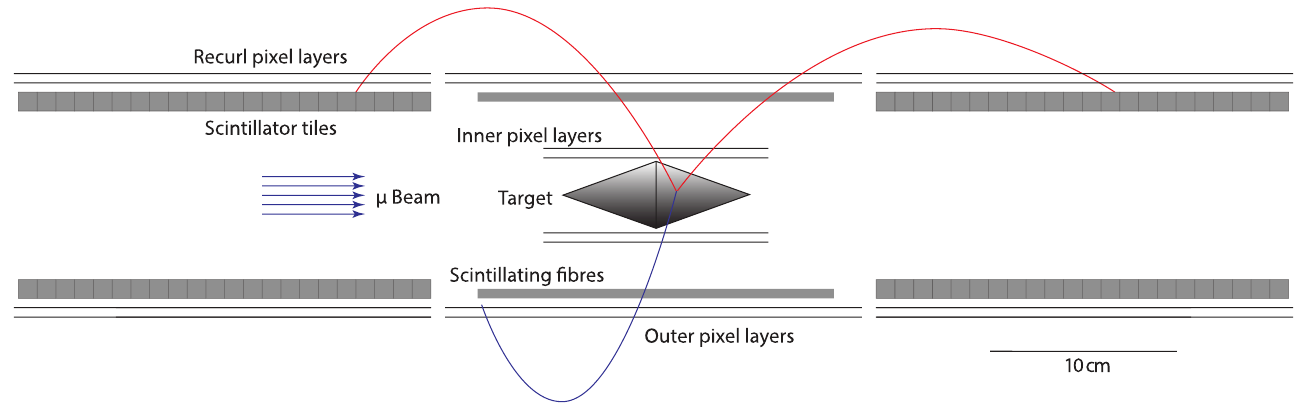 Recurl pixel layers
Scintillator tiles
Inner pixel layers
μ Beam
Target
Scintillating fibres
Outer pixel layers
10 cm